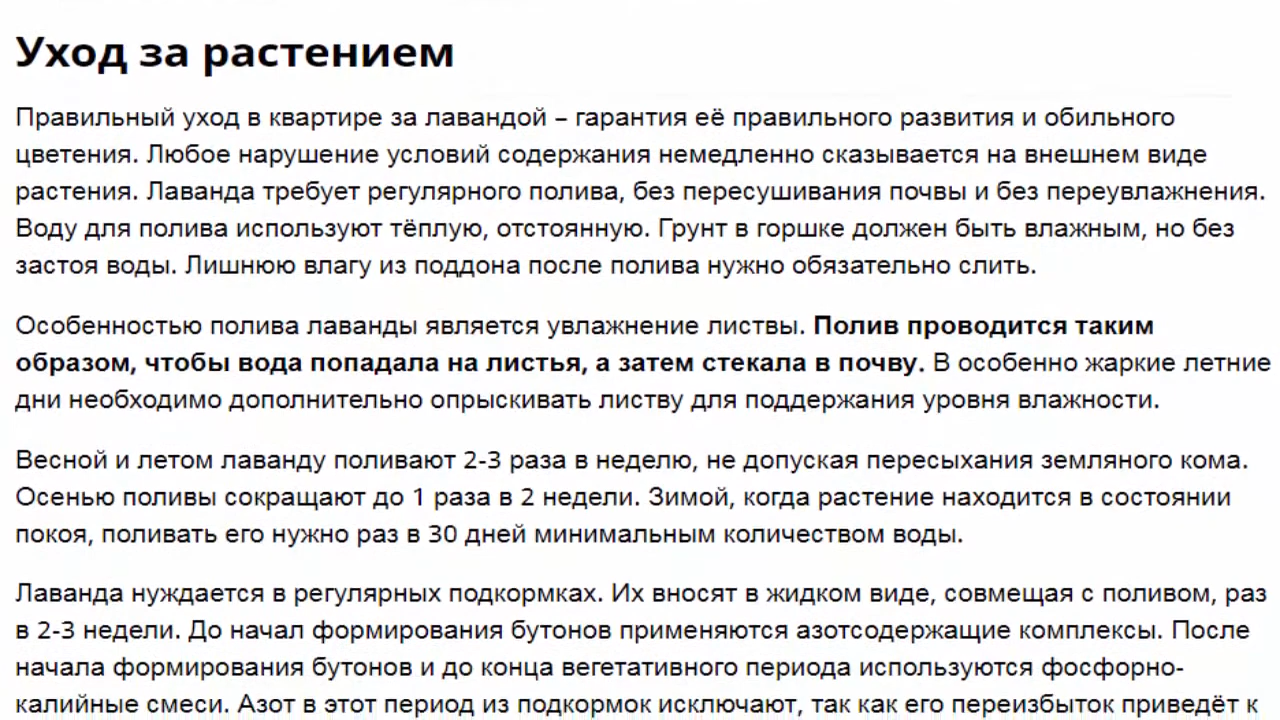 Уход за растением
Правильный уход в квартире за лавандой – гарантия её правильного развития и обильного
цветения. Любое нарушение условий содержания немедленно сказывается на внешнем виде
растения. Лаванда требует регулярного полива, без пересушивания почвы и без переувлажнения.
Воду для полива используют тёплую, отстоянную. Грунт в горшке должен быть влажным, но без
застоя воды. Лишнюю влагу из поддона после полива нужно обязательно слить.
Особенностью полива лаванды является увлажнение листвы. Полив проводится таким
образом, чтобы вода попадала на листья, а затем стекала в почву. В особенно жаркие летние
дни необходимо дополнительно опрыскивать листву для поддержания уровня влажности.
Весной и летом лаванду поливают 2-3 раза в неделю, не допуская пересыхания земляного кома.
Осенью поливы сокращают до 1 раза в 2 недели. Зимой, когда растение находится в состоянии
покоя, поливать его нужно раз в 30 дней минимальным количеством воды.
Лаванда нуждается в регулярных подкормках. Их вносят в жидком виде, совмещая с поливом, раз
в 2-3 недели. До начал формирования бутонов применяются азотсодержащие комплексы. После
начала формирования бутонов и до конца вегетативного периода используются фосфорно-
калийные смеси. Азот в этот период из подкормок исключают, так как его переизбыток приведёт к